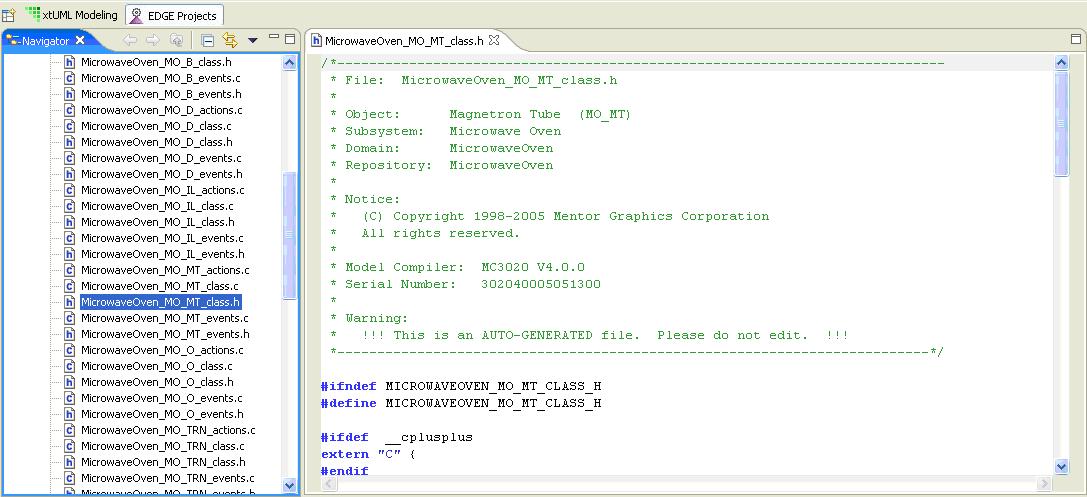 xtUML Modeling EDGE Projects
Navigator
MicrowaveOven_MO_B_class.h
MicrowaveOven_MO_B_events.c
MicrowaveOven_MO_B_events.h
MicrowaveOven_MO_D_actions.c
MicrowaveOven_MO_D_class.c
MicrowaveOven_MO_D_class.h
MicrowaveOven_MO_D_events.c
MicrowaveOven_MO_D_events.h
MicrowaveOven_MO_IL_actions.c
MicrowaveOven_MO_IL_class.c
MicrowaveOven_MO_IL_class.h
MicrowaveOven_MO_IL_events.c
MicrowaveOven_MO_IL_events.h
MicrowaveOven_MO_MT_actions.c
MicrowaveOven_MO_MT_class.c
MicrowaveOven_MO_MT_class.h
MicrowaveOven_MO_MT_events.c
MicrowaveOven_MO_MT_events.h
MicrowaveOven_MO_O_actions.c
MicrowaveOven_MO_O_class.c
MicrowaveOven_MO_O_class.h
MicrowaveOven_MO_O_events.c
MicrowaveOven_MO_O_events.h
MicrowaveOven_MO_TRN_actions.c
MicrowaveOven_MO_TRN_class.c
MicrowaveOven_MO_TRN_class.h
MicrowaveOven_MO_TRN_events.c
MicrowaveOven_MO_TRN_events.h
MicrowaveOven_MO_MT_class.h
/*--------------------------------------------------------------------------
* File: MicrowaveOven_MO_MT_class.h
*
* Object: Magnetron Tube (MO_MT)
* Subsystem: Microwave Oven
* Domain: MicrowaveOven
* Repository: MicrowaveOven
*
* Notice:
* (C) Copyright 1998-2005 Mentor Graphics Corporation
* All rights reserved.
*
* Model Compiler: MC3020 V4.0.0
* Serial Number: 302040005051300
*
* Warning:
* !!! This is an AUTO-GENERATED file. Please do not edit. !!!
*--------------------------------------------------------------------------*/
#ifndef MICROWAVEOVEN_MO_MT_CLASS_H
#define MICROWAVEOVEN_MO_MT_CLASS_H
#ifdef __cplusplus
extern "C" {
#endif